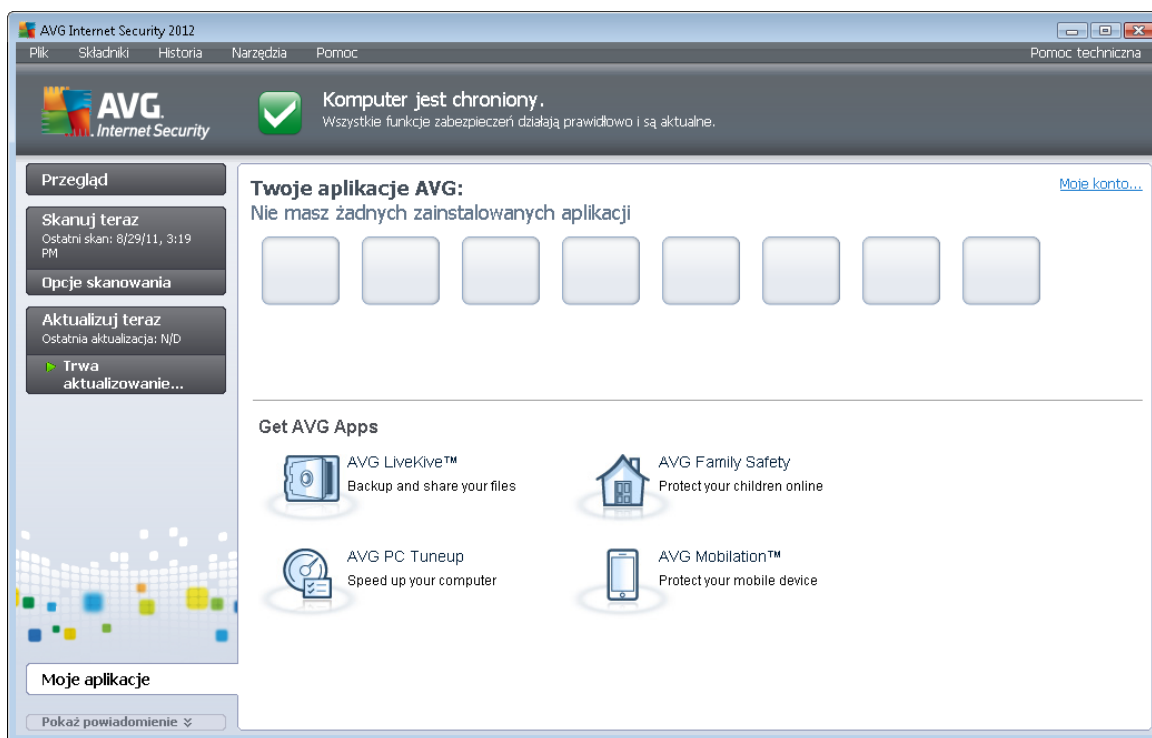 AVG Internet Security 2012
Plik Składniki Historia Narzędzia Pomoc Pomoc techniczna
AVG.
Internet Security
Komputer jest chroniony.
Wszystkie funkcje zabezpieczeń działają prawidłowo i są aktualne.
Przegląd
Skanuj teraz
Ostatni skan: 8/29/11, 3:19
PM
Opcje skanowania
Aktualizuj teraz
Ostatnia aktualizacja: N/D
Trwa
aktualizowanie...
Moje aplikacje
Pokaż powiadomienie
Twoje aplikacje AVG:
Moje konto...
Nie masz żadnych zainstalowanych aplikacji
Get AVG Apps
AVG LiveKive™
Backup and share your files
AVG Family Safety
Protect your children online
AVG PC Tuneup
Speed up your computer
AVG Mobilation™
Protect your mobile device